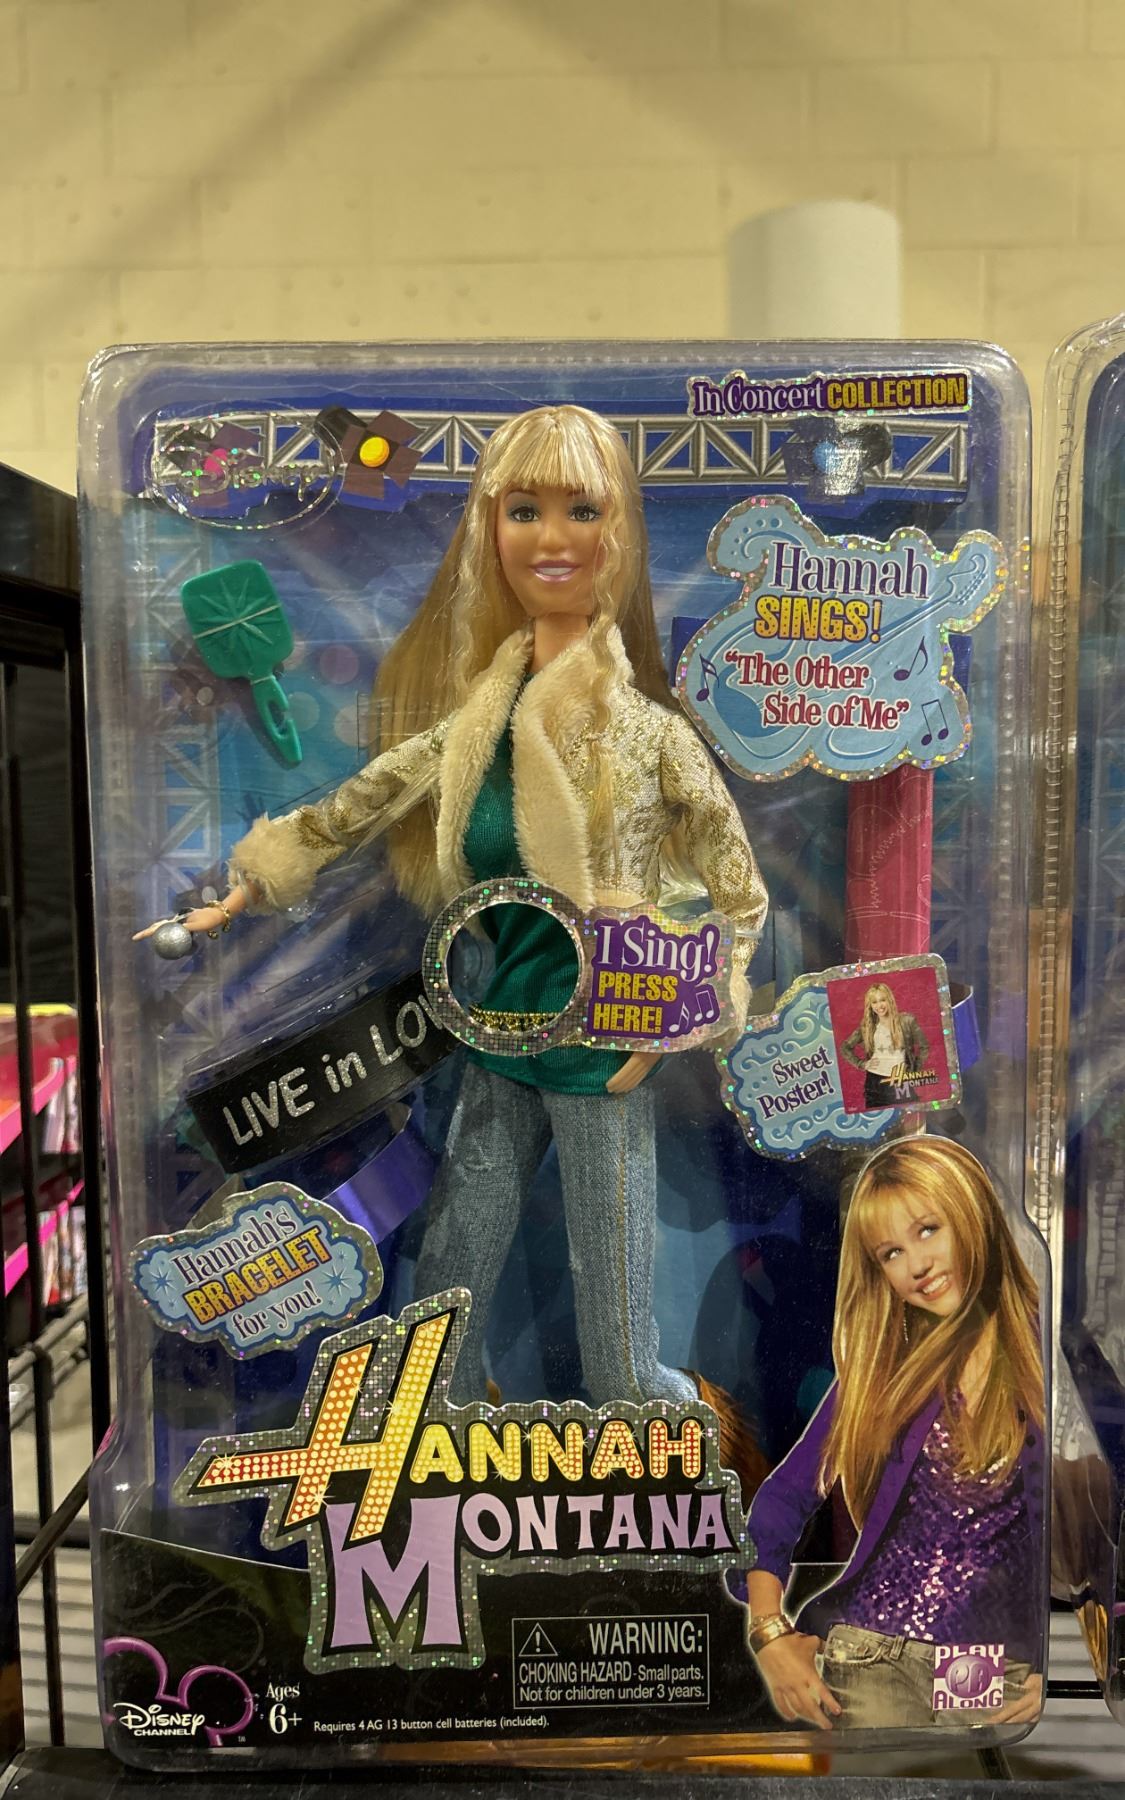 In Concert COLLECTION
Disney
Hannah
SINGS!
"The Other
Side of Me"
I Sing!
PRESS
HERE!
LIVE in LOV
Sweet
Poster!
HANNAH
MONTANA
Hannah's
BRACELET
for you!
HANNAH
MONTANA
WARNING:
CHOKING HAZARD - Small parts.
Not for children under 3 years.
PLAY
ALONG
DISNEY
CHANNEL
TM
Ages
6+
Requires 4 AG 13 button cell batteries (included).